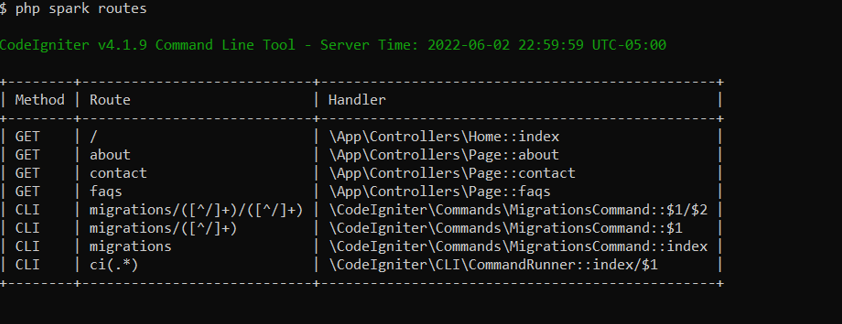 $ php spark routes
CodeIgniter v4.1.9 Command Line Tool - Server Time: 2022-06-02 22:59:59 UTC-05:00
+--------+----------------------------+--------------------------------------------+
| Method | Route                      | Handler                                    |
+--------+----------------------------+--------------------------------------------+
| GET    | /                          | \App\Controllers\Home::index               |
| GET    | about                      | \App\Controllers\Page::about               |
| GET    | contact                    | \App\Controllers\Page::contact             |
| GET    | faqs                       | \App\Controllers\Page::faqs                |
| CLI    | migrations/([^/]+)/([^/]+) | \CodeIgniter\Commands\MigrationsCommand::$1/$2 |
| CLI    | migrations/([^/]+)         | \CodeIgniter\Commands\MigrationsCommand::$1 |
| CLI    | migrations                 | \CodeIgniter\Commands\MigrationsCommand::index |
| CLI    | ci(.*)                     | \CodeIgniter\CLI\CommandRunner::index/$1   |
+--------+----------------------------+--------------------------------------------+